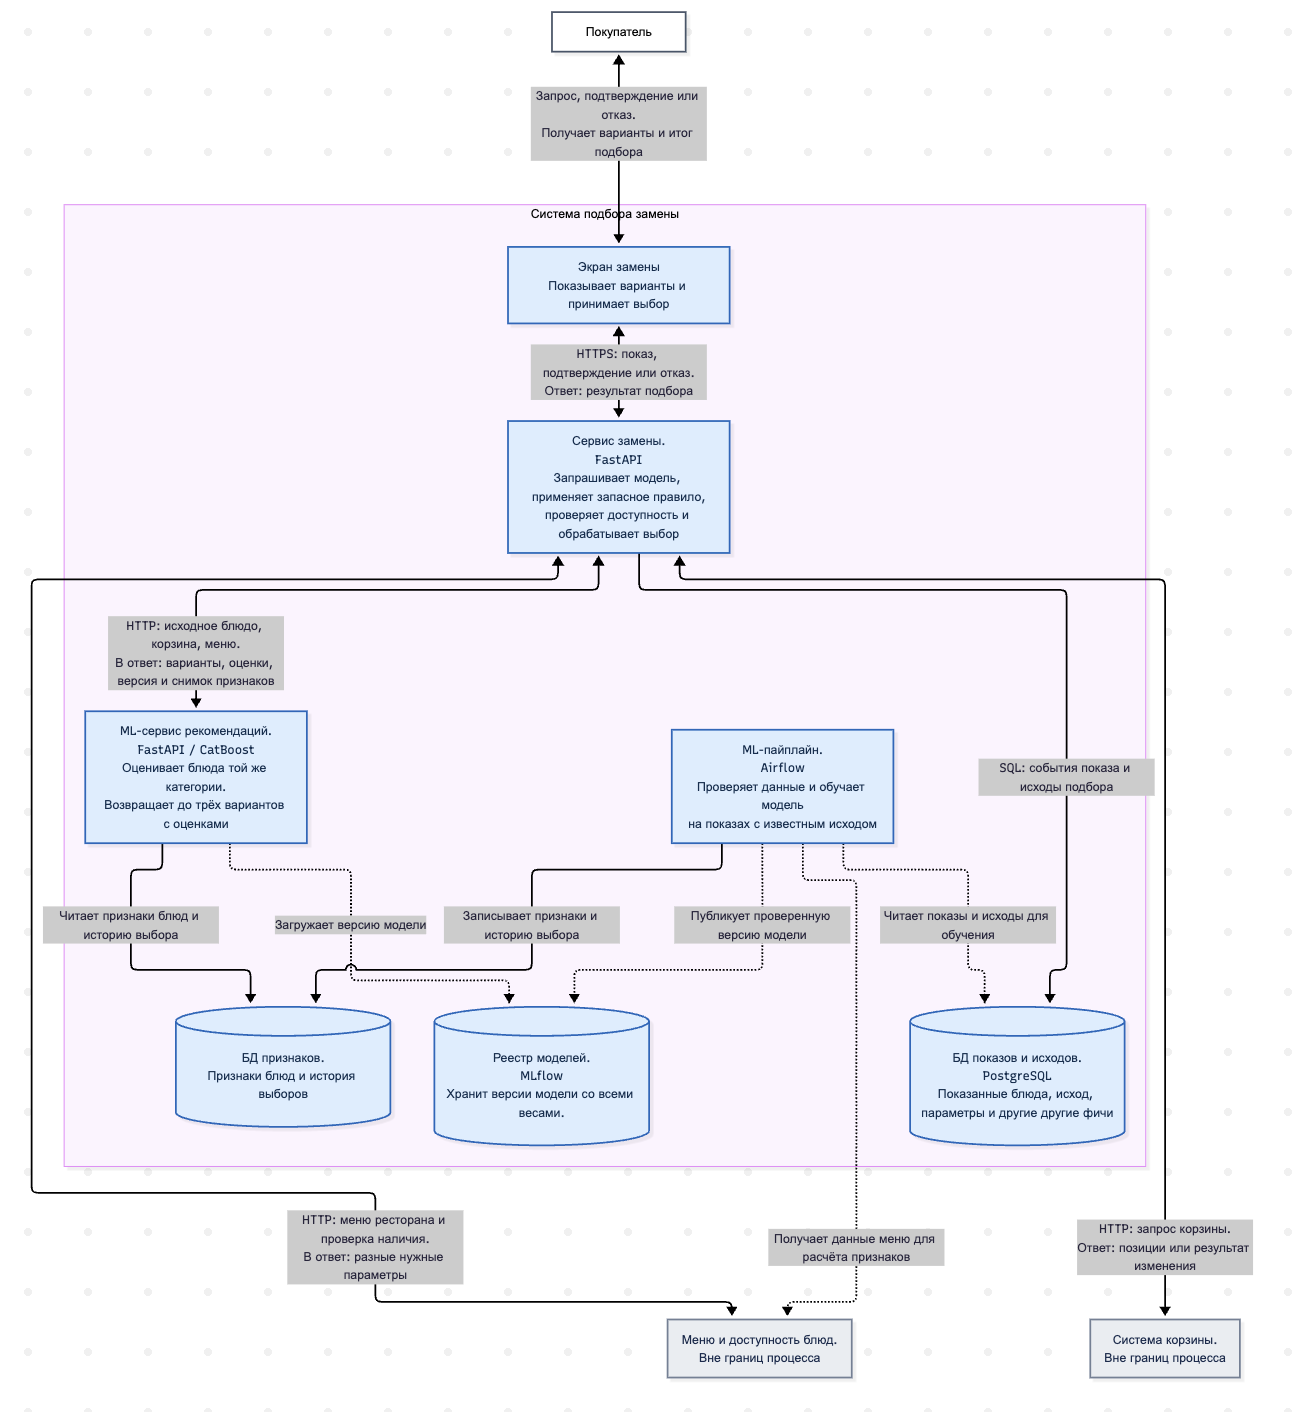 Покупатель
Запрос, подтверждение или
отказ.
Получает варианты и итог
подбора
Система подбора замены
Экран замены
Показывает варианты и
принимает выбор
HTTPS: показ,
подтверждение или отказ.
Ответ: результат подбора
Сервис замены.
FastAPI
Запрашивает модель,
применяет запасное правило,
проверяет доступность и
обрабатывает выбор
HTTP: исходное блюдо,
корзина, меню.
В ответ: варианты, оценки,
версия и снимок признаков
ML-сервис рекомендаций.
FastAPI / CatBoost
Оценивает блюда той же
категории.
Возвращает до трёх вариантов
с оценками
ML-пайплайн.
Airflow
Проверяет данные и обучает
модель
на показах с известным исходом
SQL: события показа и
исходы подбора
Читает признаки блюд и
историю выбора
Загружает версию модели
Записывает признаки и
историю выбора
Публикует проверенную
версию модели
Читает показы и исходы для
обучения
БД признаков.
Признаки блюд и история
выборов
Реестр моделей.
MLflow
Хранит версии модели со всеми
весами.
БД показов и исходов.
PostgreSQL
Показанные блюда, исход,
параметры и другие другие фичи
HTTP: меню ресторана и
проверка наличия.
В ответ: разные нужные
параметры
Получает данные меню для
расчёта признаков
HTTP: запрос корзины.
Ответ: позиции или результат
изменения
Меню и доступность блюд.
Вне границ процесса
Система корзины.
Вне границ процесса